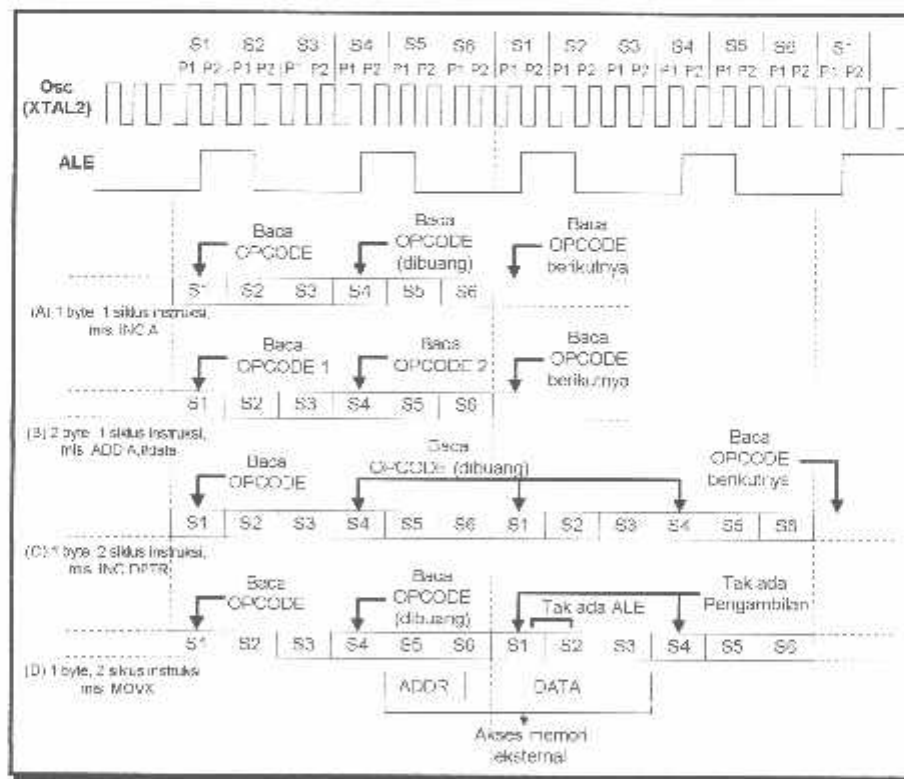 S1 S2 S3 S4 S5 S6 S1 S2 S3 S4 S5 S6 S1
P1 P2 P1 P2 P1 P2 P1 P2 P1 P2 P1 P2 P1 P2 P1 P2 P1 P2 P1 P2 P1 P2 P1 P2 P1 P2
Osc
(XTAL2)
ALE
Baca
OPCODE
Baca
OPCODE
(dibuang)
Baca
OPCODE
berikutnya
S1 S2 S3 S4 S5 S6
(A) 1 byte, 1 siklus instruksi,
mis. INC A
Baca
OPCODE 1
Baca
OPCODE 2
Baca
OPCODE
berikutnya
S1 S2 S3 S4 S5 S6
(B) 2 byte, 1 siklus instruksi,
mis. ADD A,#data
Baca
OPCODE
Baca
OPCODE (dibuang)
Baca
OPCODE
berikutnya
S1 S2 S3 S4 S5 S6 S1 S2 S3 S4 S5 S6
(C) 1 byte, 2 siklus instruksi,
mis. INC DPTR
Baca
OPCODE
Baca
OPCODE
(dibuang)
Tak ada ALE
Tak ada
Pengambilan
S1 S2 S3 S4 S5 S6 S1 S2 S3 S4 S5 S6
(D) 1 byte, 2 siklus instruksi
mis. MOVX
ADDR DATA
Akses memori
eksternal